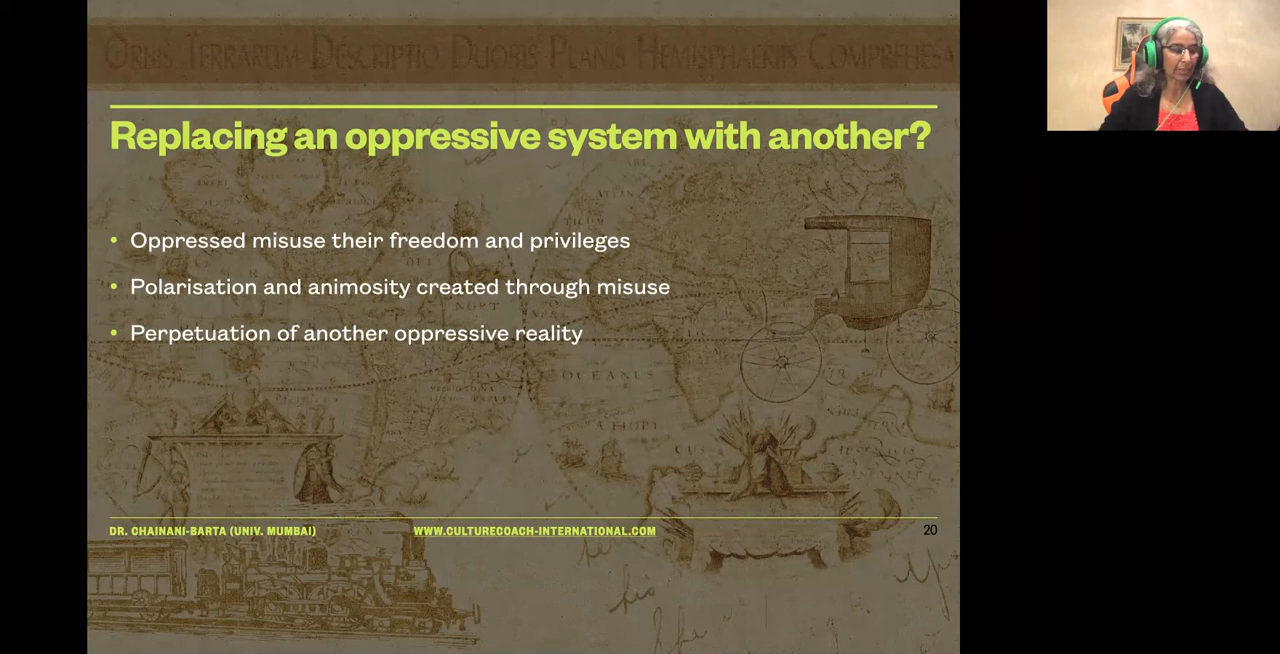 ORBIS TERRARUM DESCRIPTIO DUOBIS PLANIS HEMISPHAERIIS COMPREHESA
Replacing an oppressive system with another?
• Oppressed misuse their freedom and privileges
• Polarisation and animosity created through misuse
• Perpetuation of another oppressive reality
DR. CHAINANI-BARTA (UNIV. MUMBAI) WWW.CULTURECOACH-INTERNATIONAL.COM 20